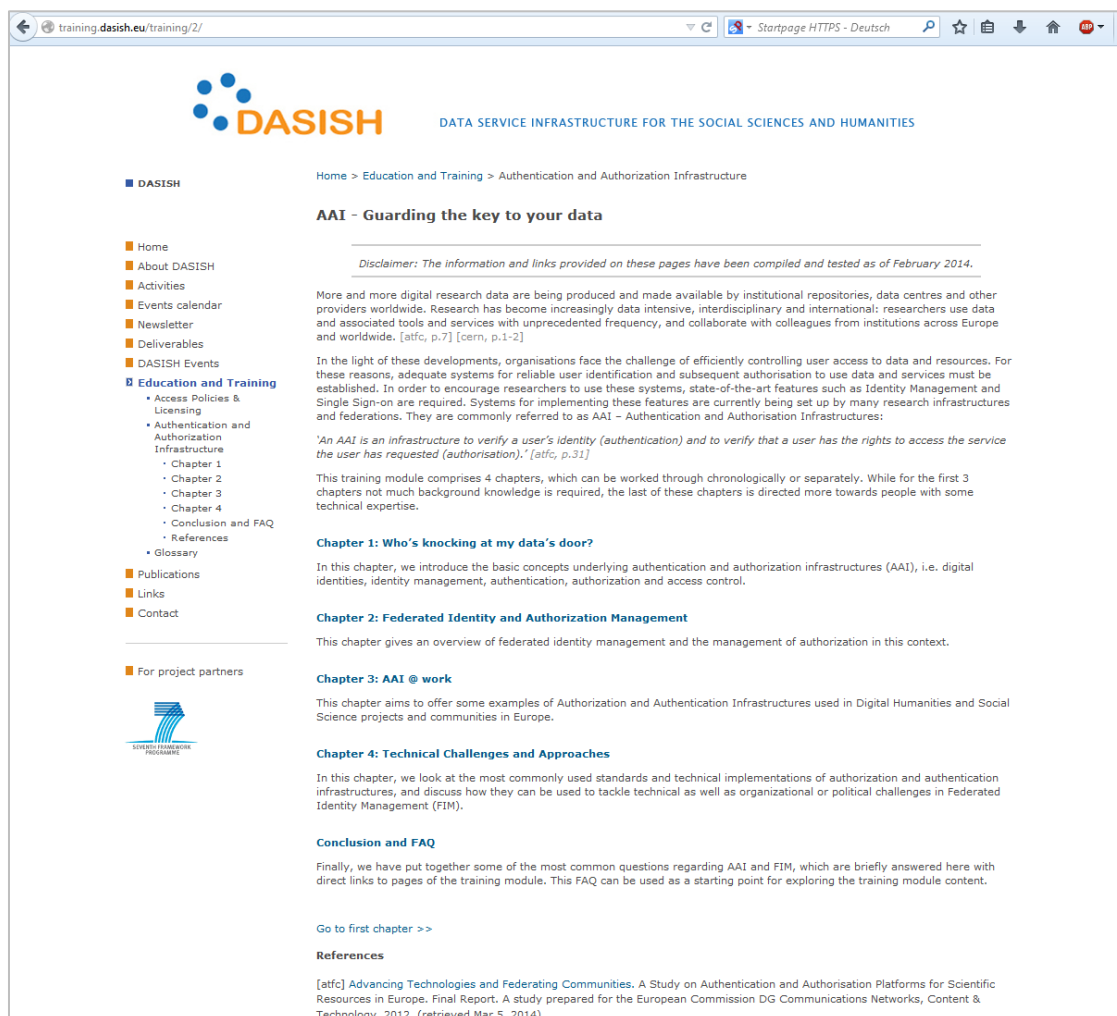 training.dasish.eu/training/2/
Startpage HTTPS - Deutsch
ABP
DASISH
DATA SERVICE INFRASTRUCTURE FOR THE SOCIAL SCIENCES AND HUMANITIES
DASISH
Home
About DASISH
Activities
Events calendar
Newsletter
Deliverables
DASISH Events
Education and Training
Access Policies &
Licensing
Authentication and
Authorization
Infrastructure
Chapter 1
Chapter 2
Chapter 3
Chapter 4
Conclusion and FAQ
References
Glossary
Publications
Links
Contact
For project partners
SEVENTH FRAMEWORK
PROGRAMME
Home > Education and Training > Authentication and Authorization Infrastructure
AAI - Guarding the key to your data
Disclaimer: The information and links provided on these pages have been compiled and tested as of February 2014.
More and more digital research data are being produced and made available by institutional repositories, data centres and other
providers worldwide. Research has become increasingly data intensive, interdisciplinary and international: researchers use data
and associated tools and services with unprecedented frequency, and collaborate with colleagues from institutions across Europe
and worldwide. [atfc, p.7] [cern, p.1-2]
In the light of these developments, organisations face the challenge of efficiently controlling user access to data and resources. For
these reasons, adequate systems for reliable user identification and subsequent authorisation to use data and services must be
established. In order to encourage researchers to use these systems, state-of-the-art features such as Identity Management and
Single Sign-on are required. Systems for implementing these features are currently being set up by many research infrastructures
and federations. They are commonly referred to as AAI – Authentication and Authorisation Infrastructures:
‘An AAI is an infrastructure to verify a user’s identity (authentication) and to verify that a user has the rights to access the service
the user has requested (authorisation).’ [atfc, p.31]
This training module comprises 4 chapters, which can be worked through chronologically or separately. While for the first 3
chapters not much background knowledge is required, the last of these chapters is directed more towards people with some
technical expertise.
Chapter 1: Who’s knocking at my data’s door?
In this chapter, we introduce the basic concepts underlying authentication and authorization infrastructures (AAI), i.e. digital
identities, identity management, authentication, authorization and access control.
Chapter 2: Federated Identity and Authorization Management
This chapter gives an overview of federated identity management and the management of authorization in this context.
Chapter 3: AAI @ work
This chapter aims to offer some examples of Authorization and Authentication Infrastructures used in Digital Humanities and Social
Science projects and communities in Europe.
Chapter 4: Technical Challenges and Approaches
In this chapter, we look at the most commonly used standards and technical implementations of authorization and authentication
infrastructures, and discuss how they can be used to tackle technical as well as organizational or political challenges in Federated
Identity Management (FIM).
Conclusion and FAQ
Finally, we have put together some of the most common questions regarding AAI and FIM, which are briefly answered here with
direct links to pages of the training module. This FAQ can be used as a starting point for exploring the training module content.
Go to first chapter >>
References
[atfc] Advancing Technologies and Federating Communities. A Study on Authentication and Authorisation Platforms for Scientific
Resources in Europe. Final Report. A study prepared for the European Commission DG Communications Networks, Content &
Technology, 2012. (retrieved Mar 5, 2014)